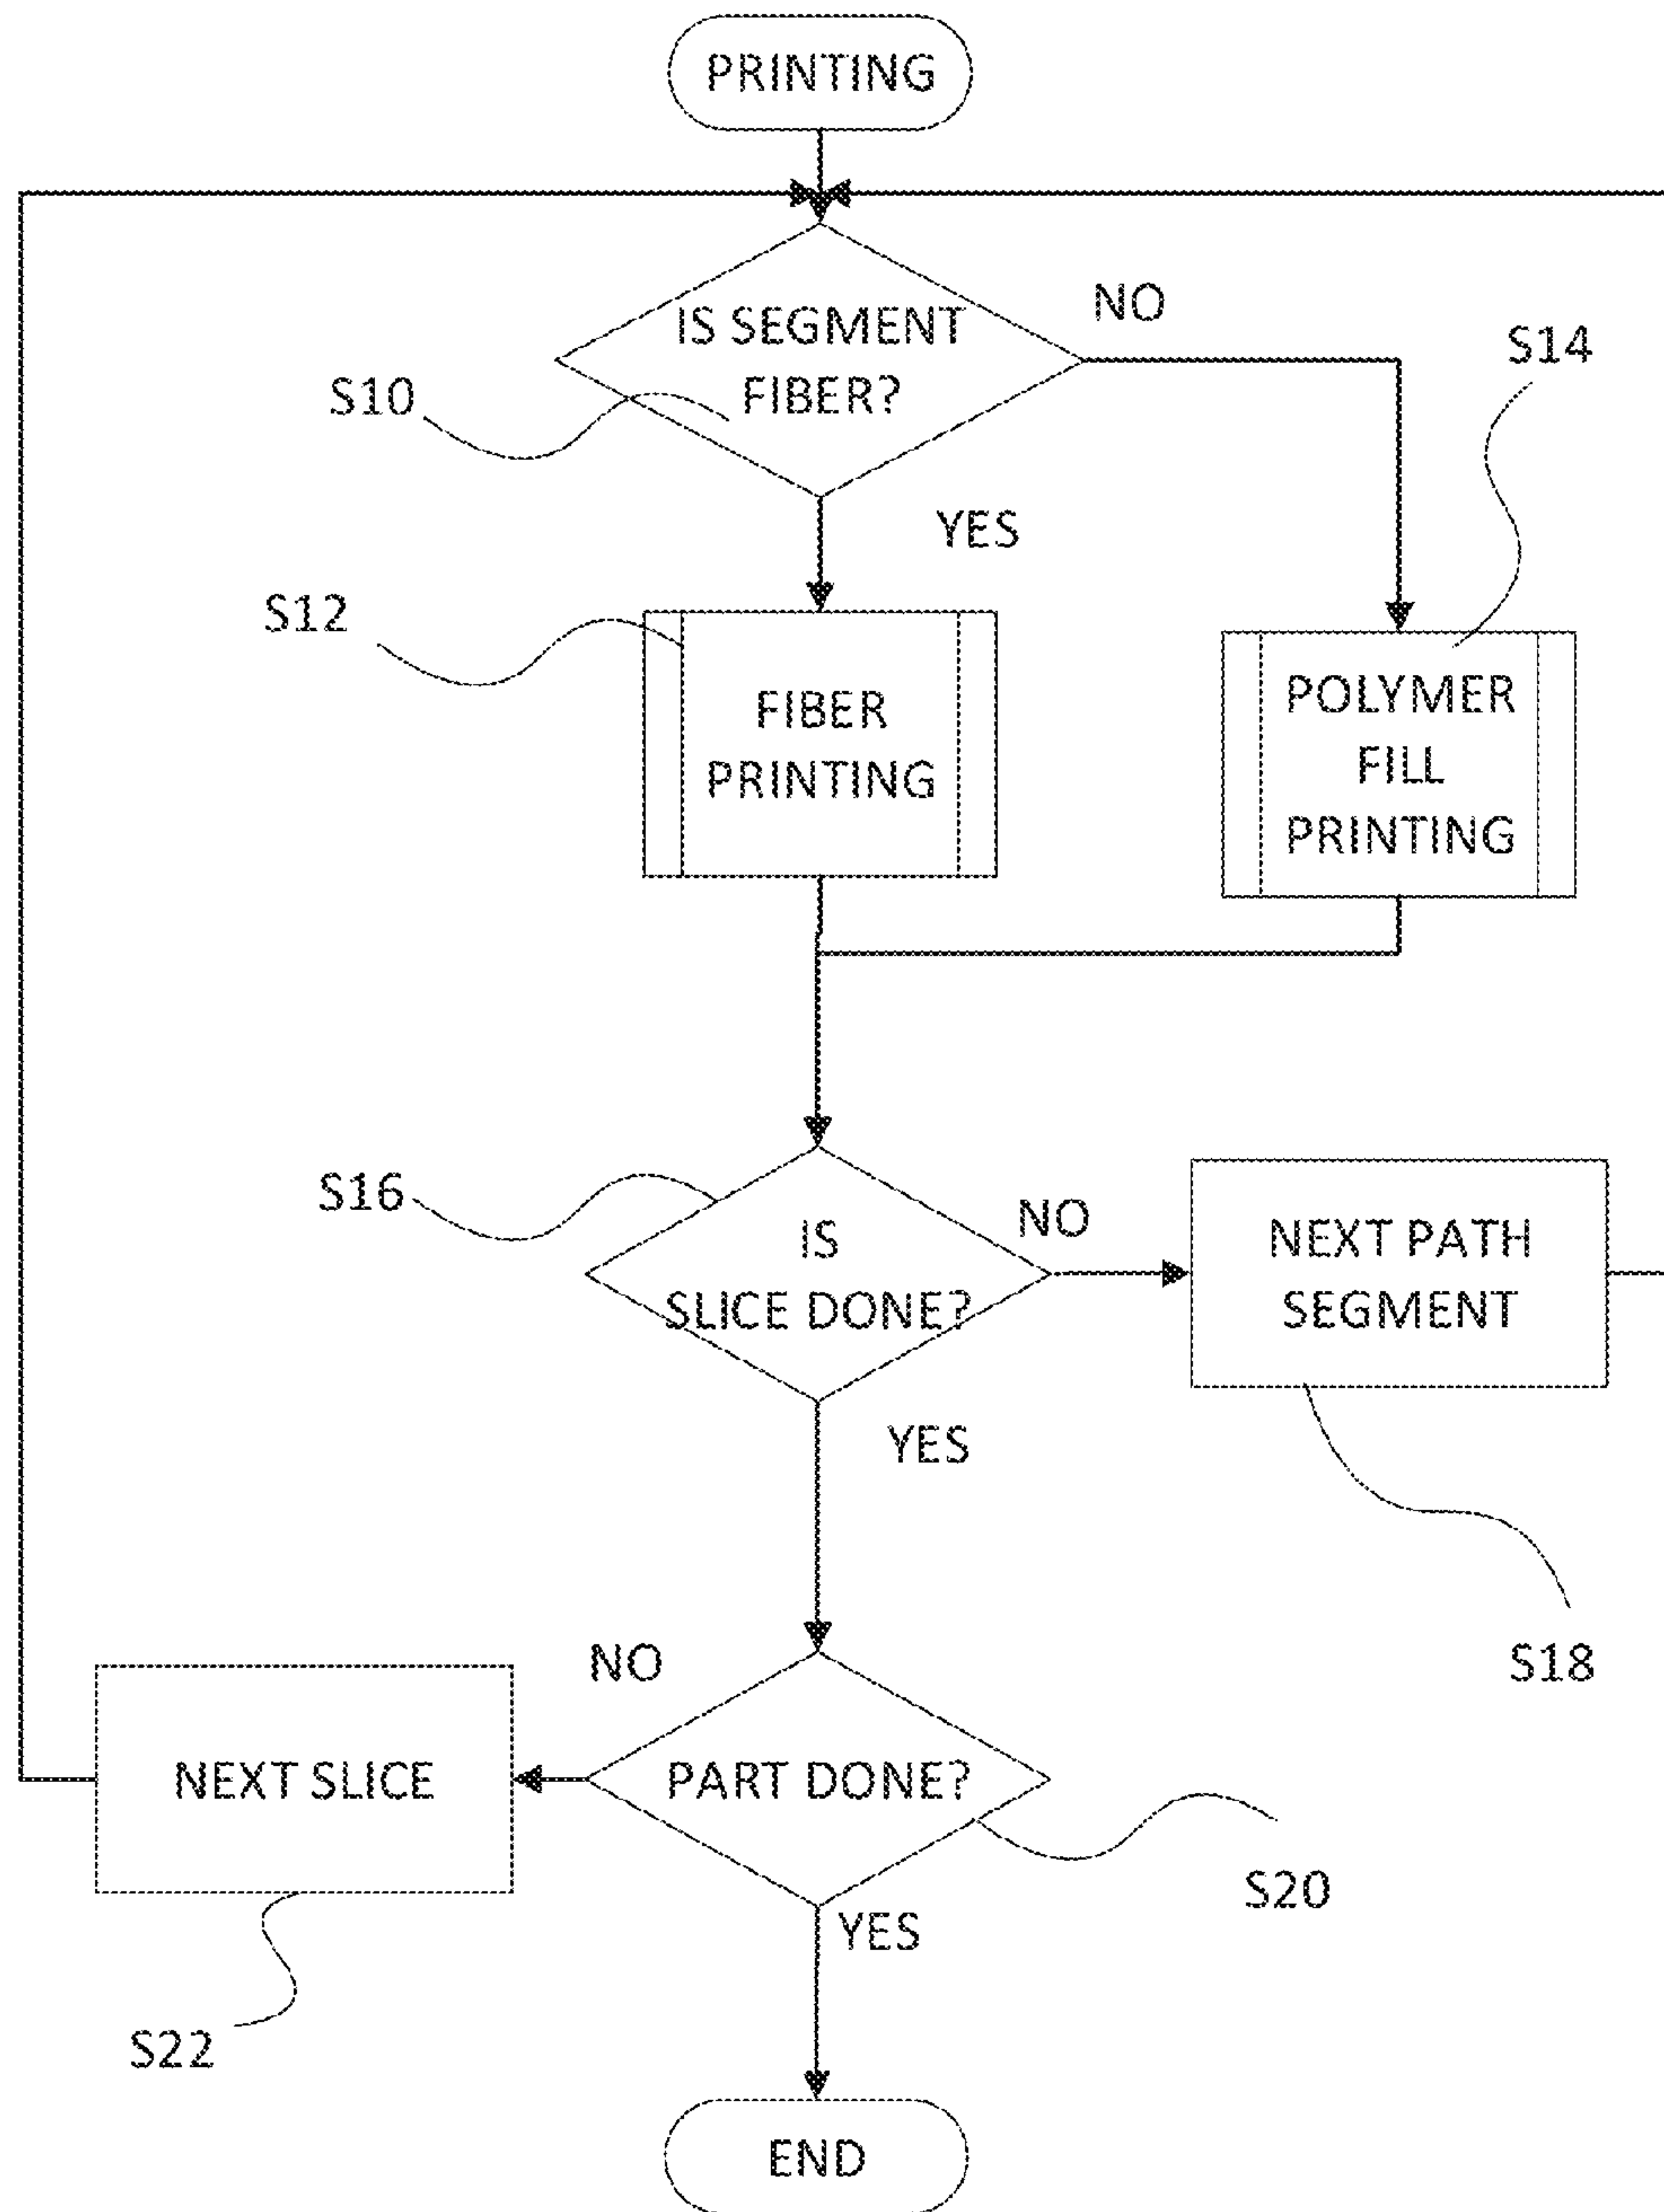 PRINTING
IS SEGMENT
FIBER?
NO
S10
S14
YES
S12
FIBER
PRINTING
POLYMER
FILL
PRINTING
S16
IS
SLICE DONE?
NO
NEXT PATH
SEGMENT
YES
S18
NO
NEXT SLICE
PART DONE?
S20
YES
S22
END